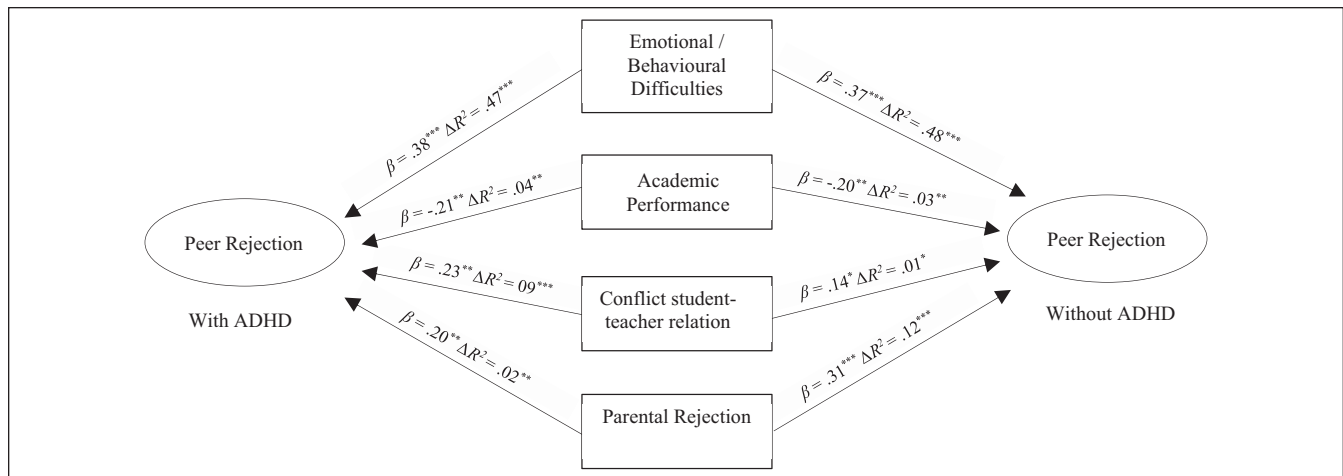 Emotional /
Behavioural
Difficulties
β = .38*** ΔR² = .47***
β = .37*** ΔR² = .48***
Academic
Performance
β = -.21** ΔR² = .04**
β = -.20** ΔR² = .03**
Peer Rejection
Peer Rejection
β = .23** ΔR² = 09***
Conflict student-
teacher relation
β = .14* ΔR² = .01*
With ADHD
Without ADHD
β = .20** ΔR² = .02**
Parental Rejection
β = .31*** ΔR² = .12***